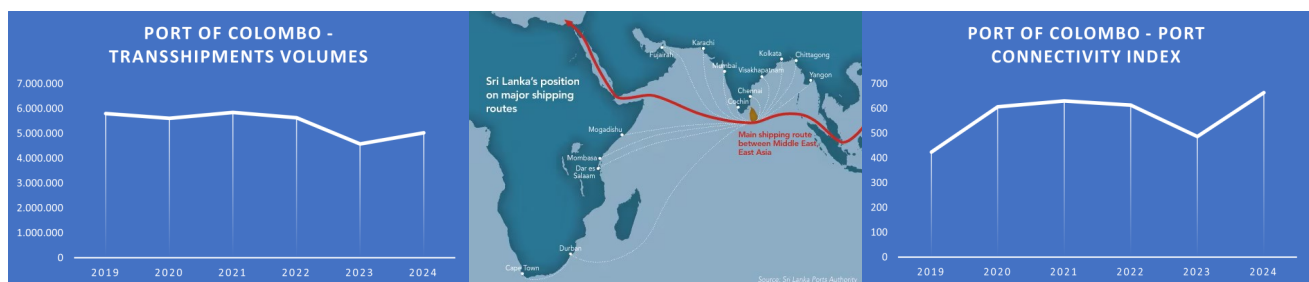 PORT OF COLOMBO -
TRANSSHIPMENTS VOLUMES
7.000.000
6.000.000
5.000.000
4.000.000
3.000.000
2.000.000
1.000.000
0
2019 2020 2021 2022 2023 2024
Sri Lanka's position
on major shipping
routes
Fujeirah
Karachi
Mumbai
Kolkata
Chittagong
Visakhapatnam
Yangon
Chennai
Cochin
Mogadishu
Main shipping route
between Middle East,
East Asia
Mombasa
Dar es
Salaam
Durban
Cape Town
Source: Sri Lanka Ports Authority
PORT OF COLOMBO - PORT
CONNECTIVITY INDEX
700
600
500
400
300
200
100
0
2019 2020 2021 2022 2023 2024